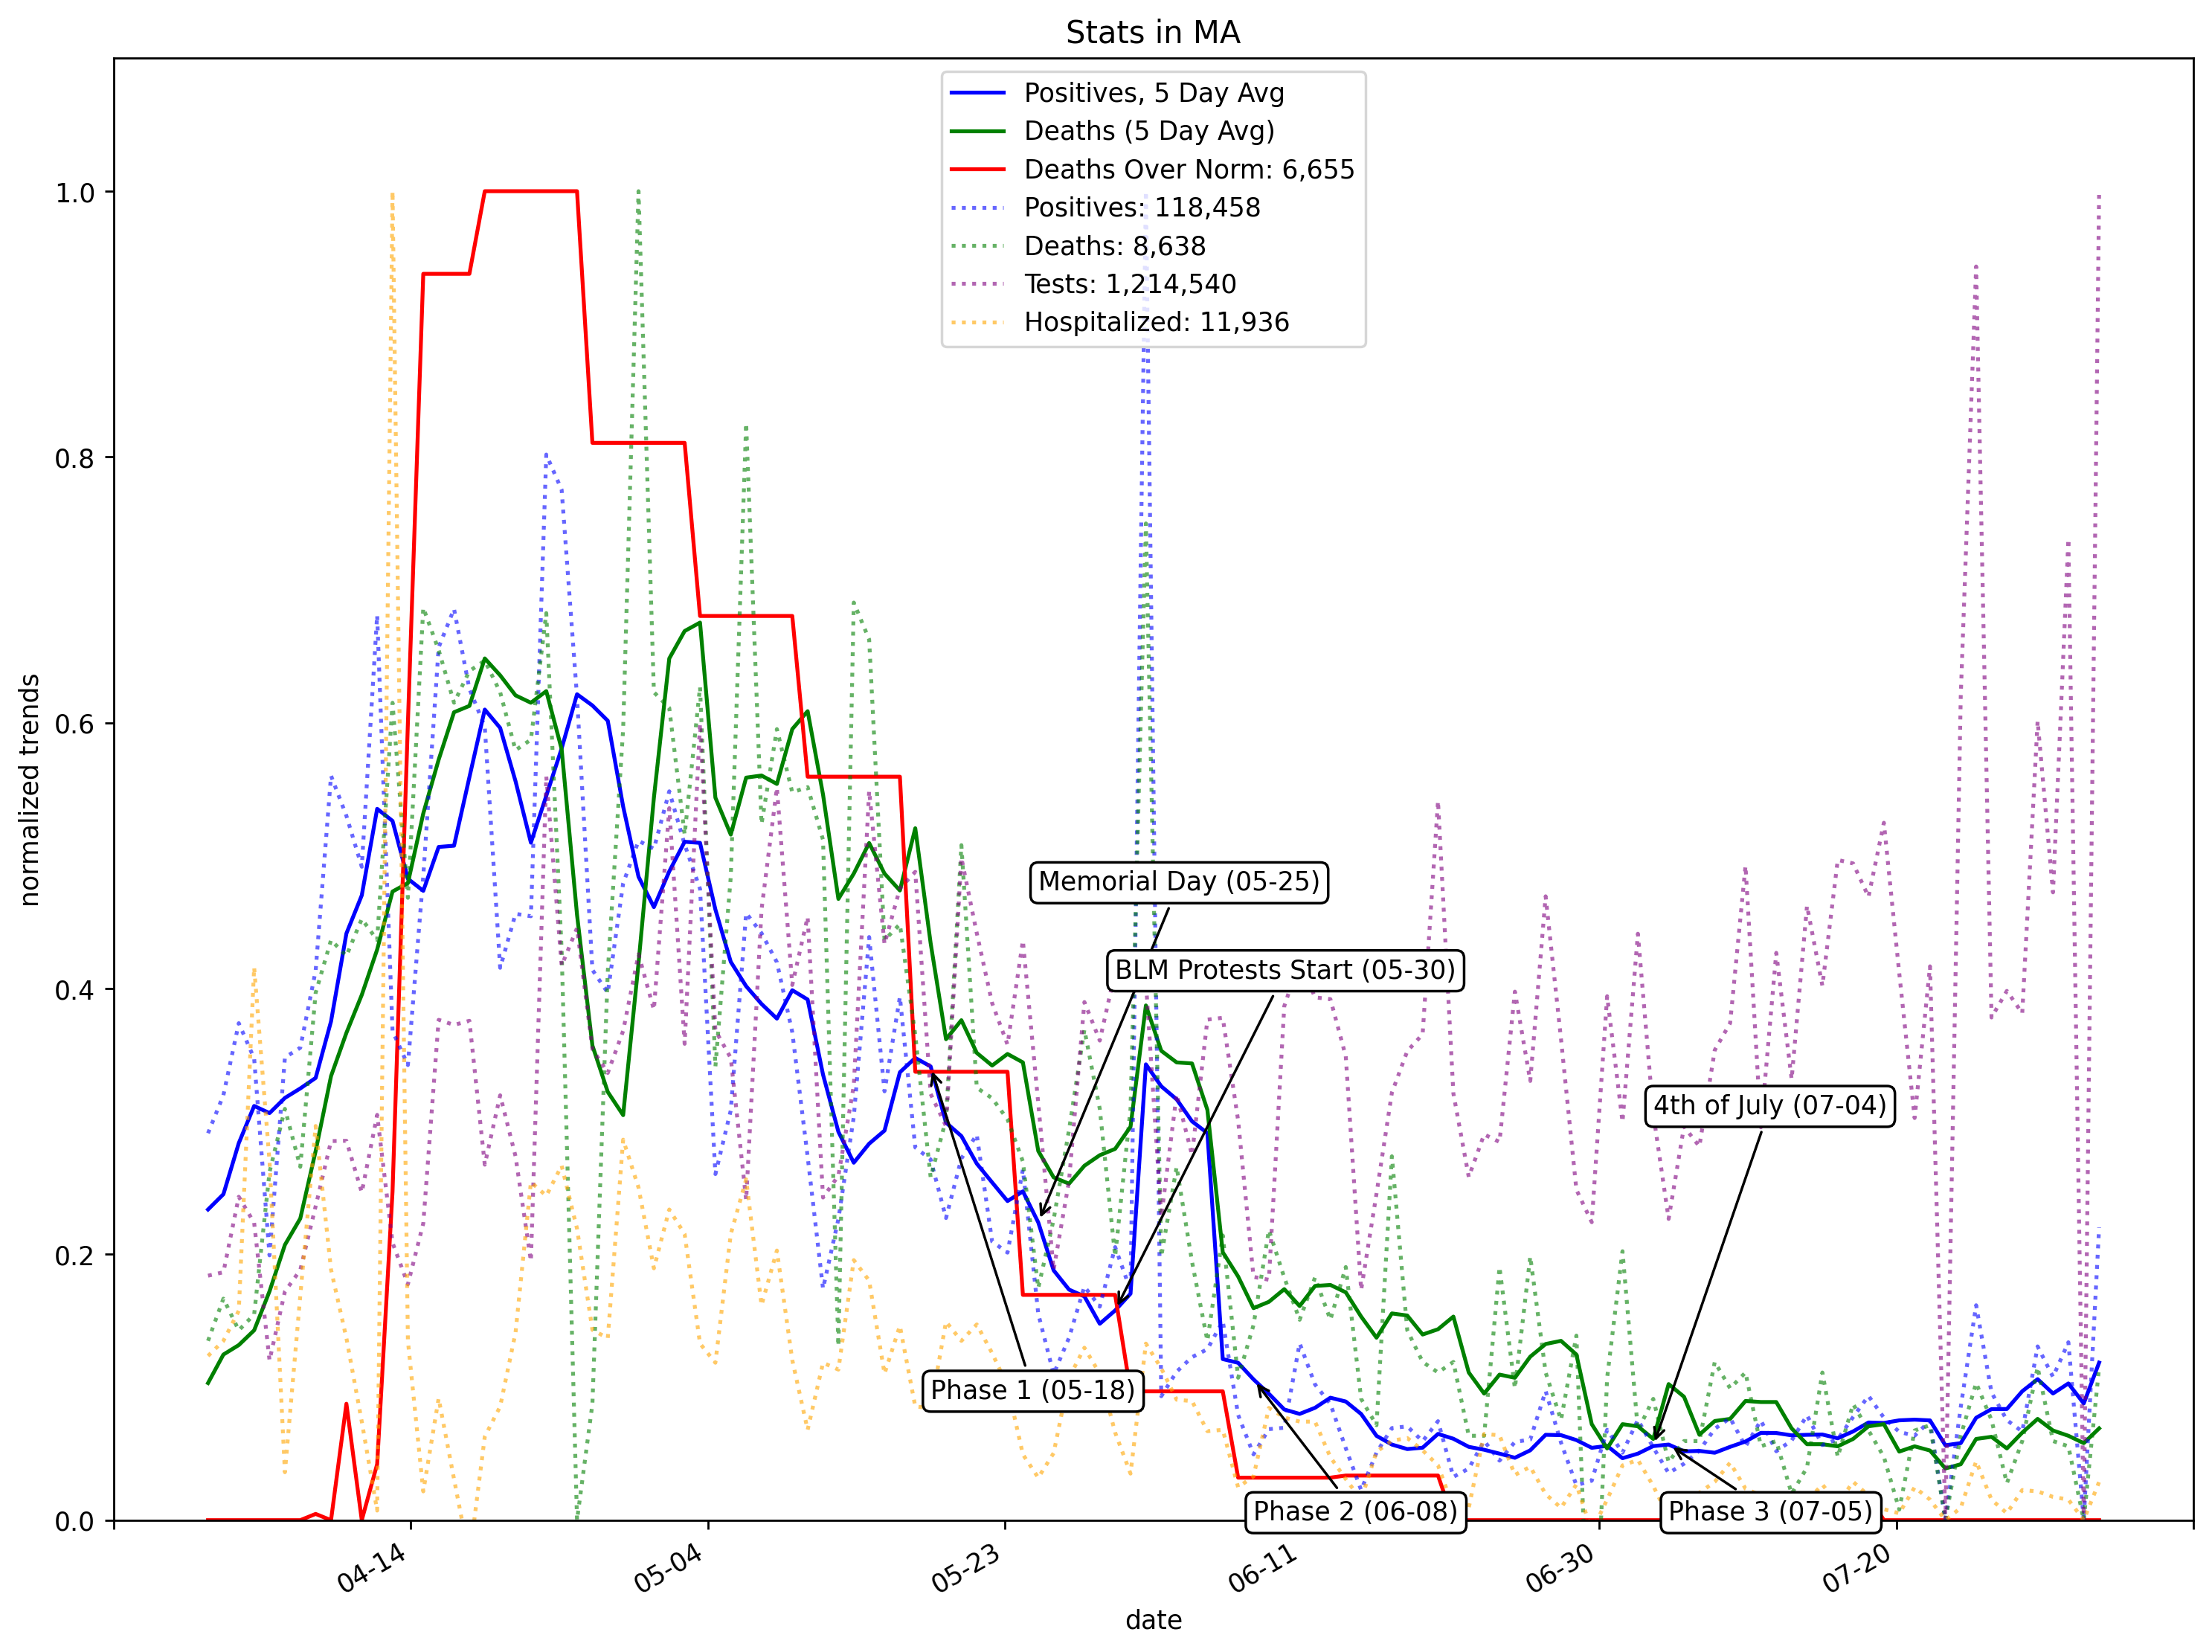 Stats in MA
Positives, 5 Day Avg
Deaths (5 Day Avg)
Deaths Over Norm: 6,655
Positives: 118,458
Deaths: 8,638
Tests: 1,214,540
Hospitalized: 11,936
1.0
0.8
0.6
0.4
0.2
0.0
normalized trends
Memorial Day (05-25)
BLM Protests Start (05-30)
4th of July (07-04)
Phase 1 (05-18)
Phase 2 (06-08)
Phase 3 (07-05)
04-14
05-04
05-23
06-11
06-30
07-20
date